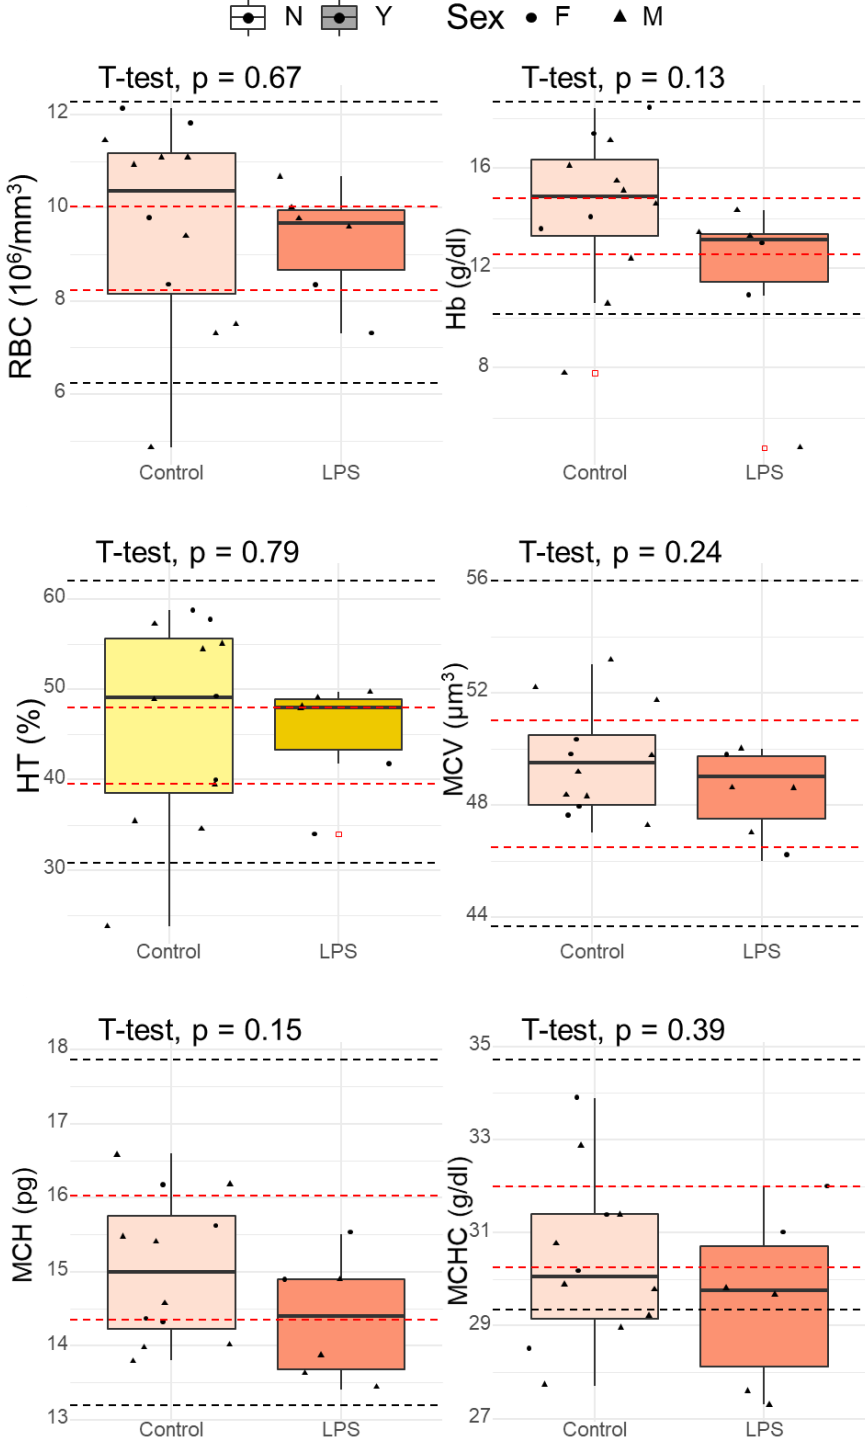 N Y Sex F M
T-test, p = 0.67
RBC (10⁶/mm³)
12
10
8
6
Control LPS
T-test, p = 0.13
Hb (g/dl)
16
12
8
Control LPS
T-test, p = 0.79
HT (%)
60
50
40
30
Control LPS
T-test, p = 0.24
MCV (µm³)
56
52
48
44
Control LPS
T-test, p = 0.15
MCH (pg)
18
17
16
15
14
13
Control LPS
T-test, p = 0.39
MCHC (g/dl)
35
33
31
29
27
Control LPS